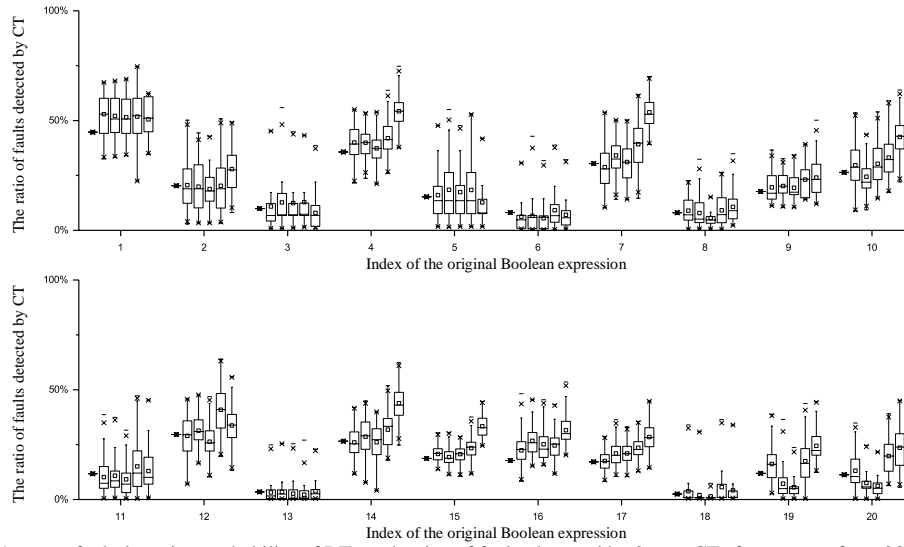 100%
75%
50%
25%
0%
The ratio of faults detected by CT
1 2 3 4 5 6 7 8 9 10
Index of the original Boolean expression
100%
50%
0%
The ratio of faults detected by CT
11 12 13 14 15 16 17 18 19 20
Index of the original Boolean expression